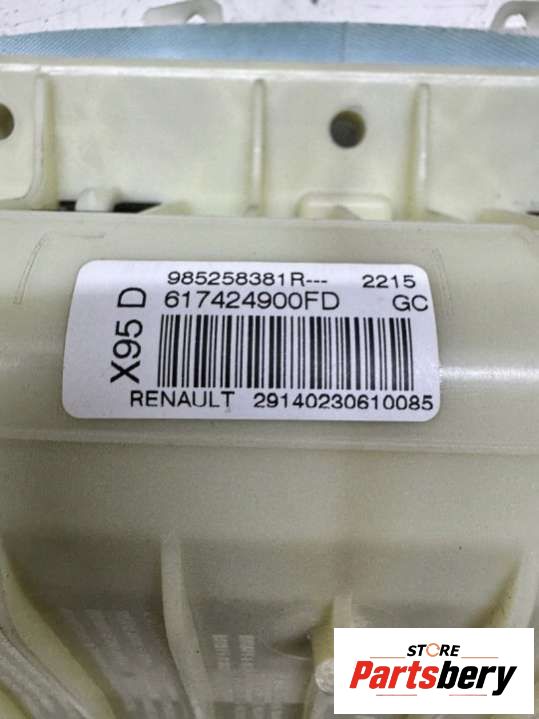 985258381R--- 2215
617424900FD GC
X95 D
RENAULT 29140230610085
STORE
Partsbery